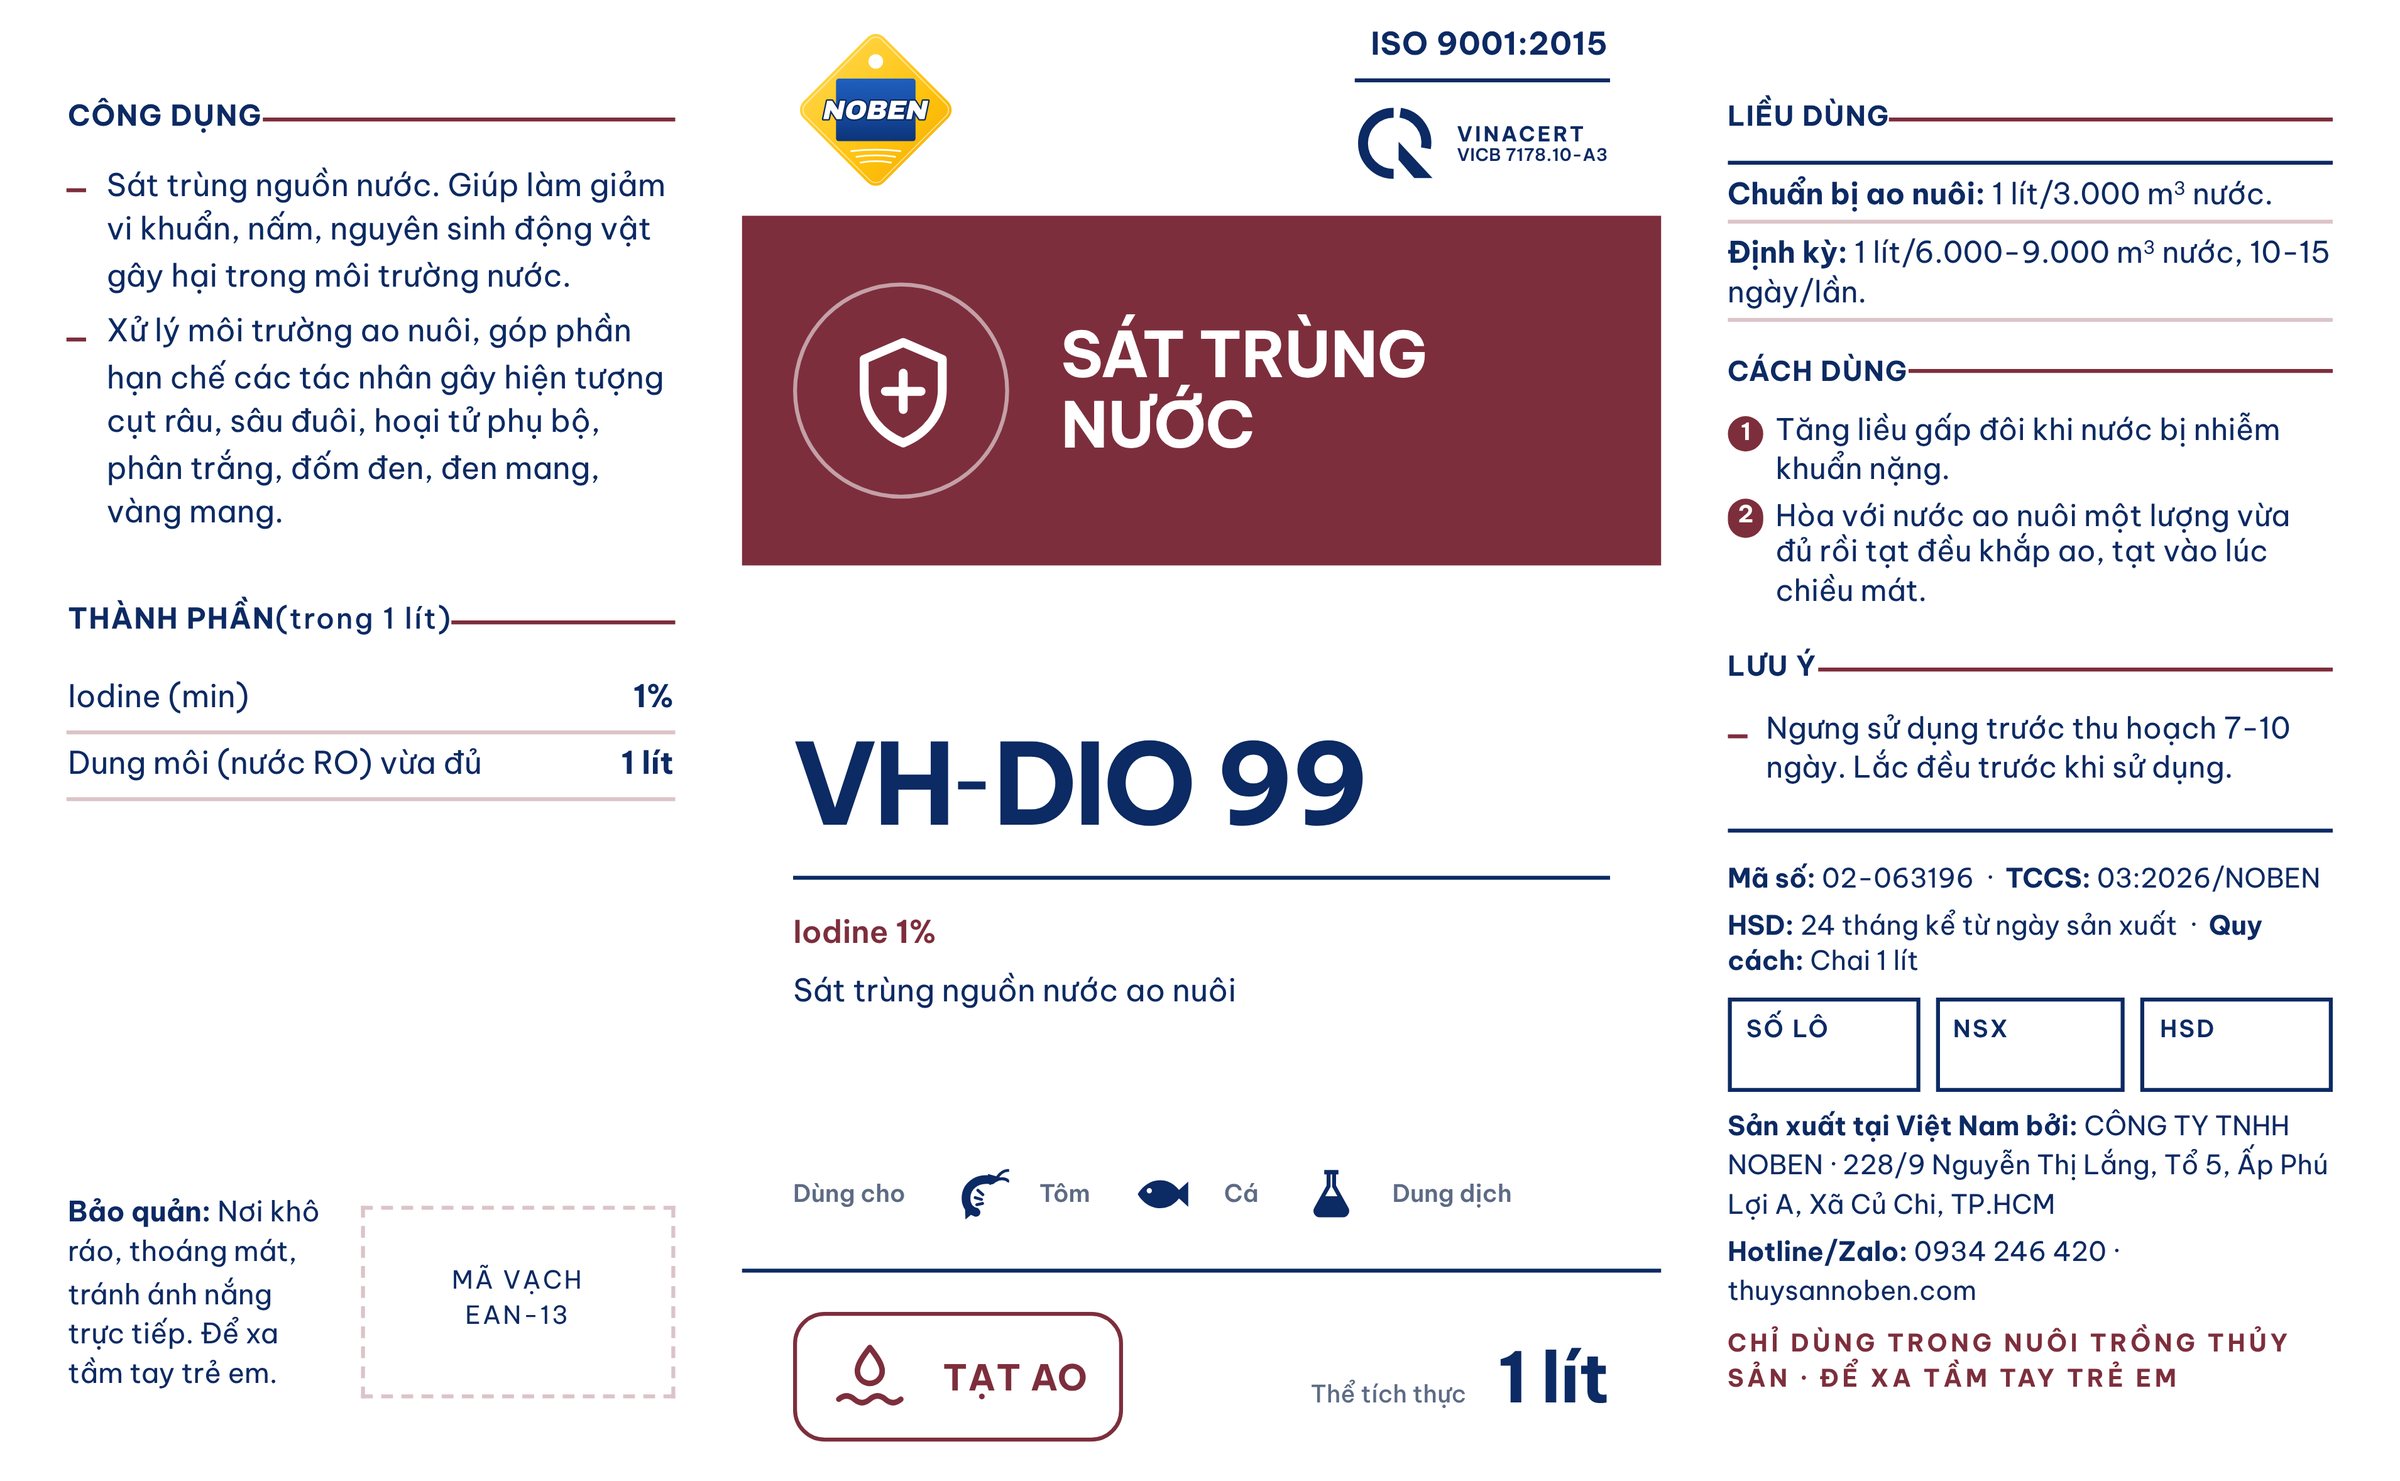 CÔNG DỤNG
Sát trùng nguồn nước. Giúp làm giảm
vi khuẩn, nấm, nguyên sinh động vật
gây hại trong môi trường nước.
Xử lý môi trường ao nuôi, góp phần
hạn chế các tác nhân gây hiện tượng
cụt râu, sâu đuôi, hoại tử phụ bộ,
phân trắng, đốm đen, đen mang,
vàng mang.
THÀNH PHẦN(trong 1 lít)
Iodine (min) 1%
Dung môi (nước RO) vừa đủ 1 lít
Bảo quản: Nơi khô
ráo, thoáng mát,
tránh ánh nắng
trực tiếp. Để xa
tầm tay trẻ em.
MÃ VẠCH
EAN-13
NOBEN
ISO 9001:2015
VINACERT
VICB 7178.10-A3
SÁT TRÙNG
NƯỚC
VH-DIO 99
Iodine 1%
Sát trùng nguồn nước ao nuôi
Dùng cho Tôm Cá Dung dịch
TẠT AO
Thể tích thực 1 lít
LIỀU DÙNG
Chuẩn bị ao nuôi: 1 lít/3.000 m³ nước.
Định kỳ: 1 lít/6.000-9.000 m³ nước, 10-15
ngày/lần.
CÁCH DÙNG
1 Tăng liều gấp đôi khi nước bị nhiễm
khuẩn nặng.
2 Hòa với nước ao nuôi một lượng vừa
đủ rồi tạt đều khắp ao, tạt vào lúc
chiều mát.
LƯU Ý
Ngưng sử dụng trước thu hoạch 7-10
ngày. Lắc đều trước khi sử dụng.
Mã số: 02-063196 · TCCS: 03:2026/NOBEN
HSD: 24 tháng kể từ ngày sản xuất · Quy
cách: Chai 1 lít
SỐ LÔ NSX HSD
Sản xuất tại Việt Nam bởi: CÔNG TY TNHH
NOBEN · 228/9 Nguyễn Thị Lắng, Tổ 5, Ấp Phú
Lợi A, Xã Củ Chi, TP.HCM
Hotline/Zalo: 0934 246 420 ·
thuysannoben.com
CHỈ DÙNG TRONG NUÔI TRỒNG THỦY
SẢN · ĐỂ XA TẦM TAY TRẺ EM